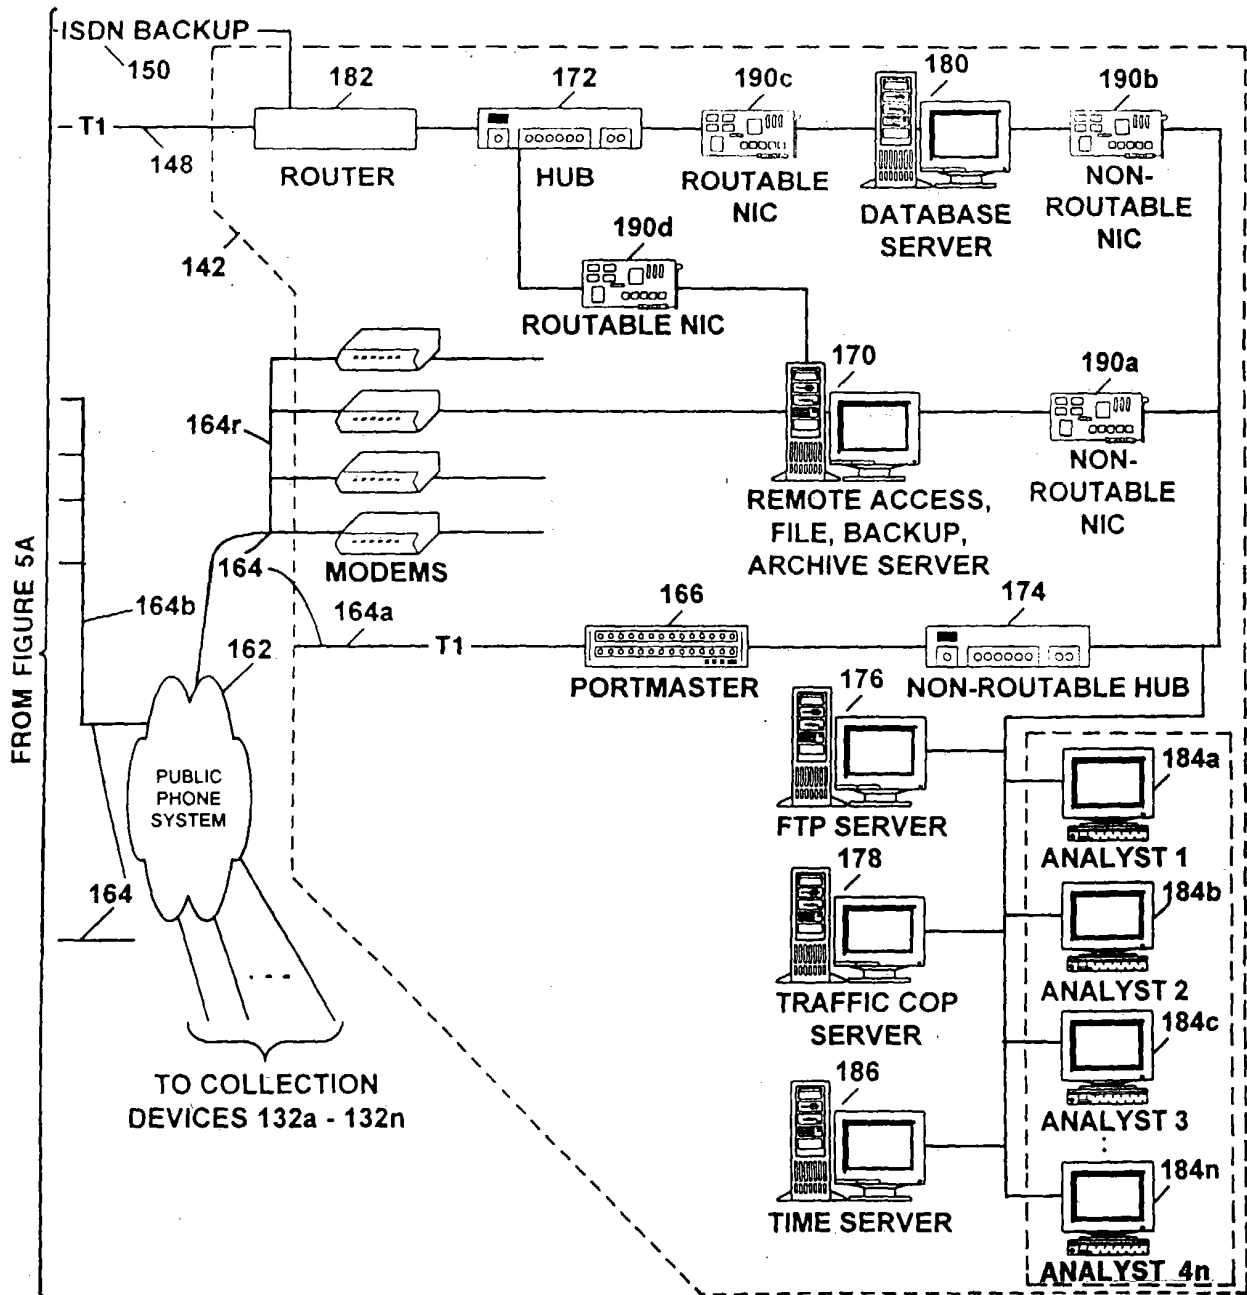 ISDN BACKUP
150
182
172
190c
180
190b
T1
148
ROUTER
HUB
ROUTABLE
NIC
DATABASE
SERVER
NON-
ROUTABLE
NIC
142
190d
ROUTABLE NIC
170
190a
164r
NON-
ROUTABLE
NIC
REMOTE ACCESS,
FILE, BACKUP,
ARCHIVE SERVER
164
MODEMS
FROM FIGURE 5A
164b
164a
T1
166
174
162
PORTMASTER
NON-ROUTABLE HUB
176
PUBLIC
PHONE
SYSTEM
184a
FTP SERVER
ANALYST 1
178
184b
164
ANALYST 2
TRAFFIC COP
SERVER
184c
TO COLLECTION
DEVICES 132a - 132n
186
ANALYST 3
184n
TIME SERVER
ANALYST 4n